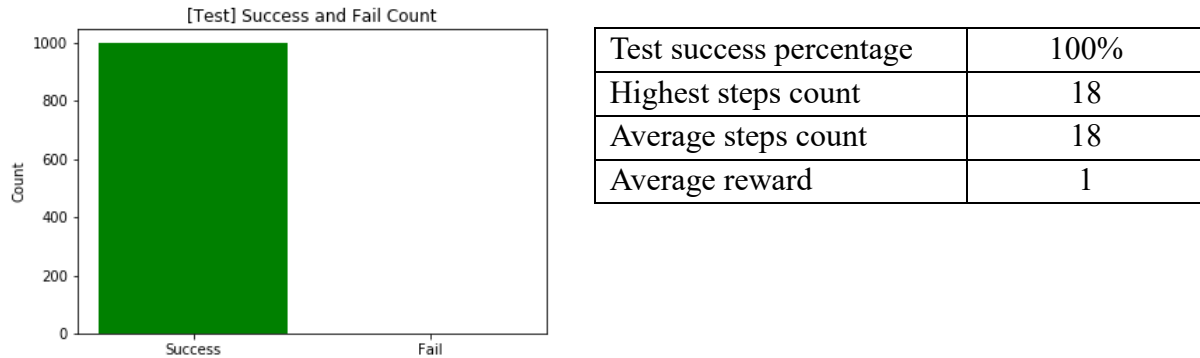 [Test] Success and Fail Count
1000
800
600
400
200
0
Count
Success Fail
Test success percentage 100%
Highest steps count 18
Average steps count 18
Average reward 1